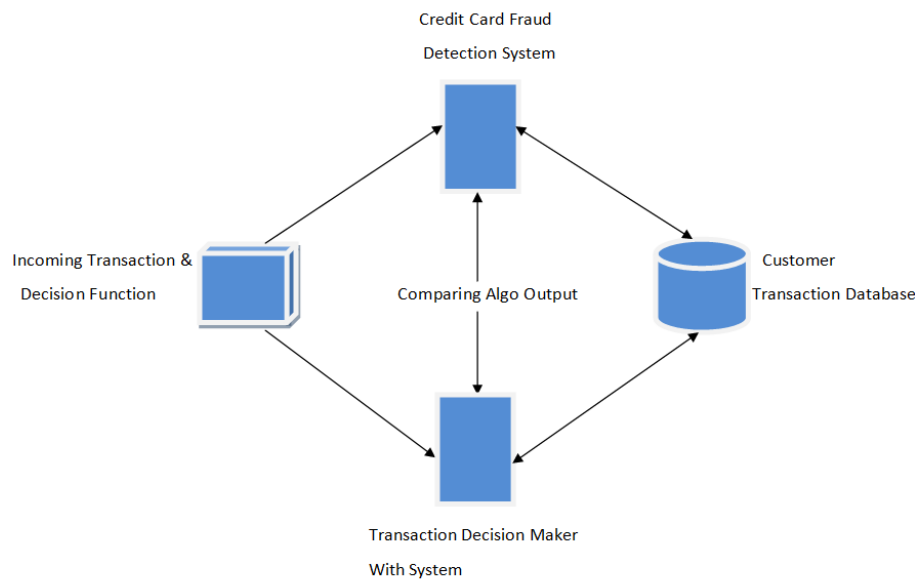 Credit Card Fraud
Detection System
Incoming Transaction &
Decision Function
Comparing Algo Output
Customer
Transaction Database
Transaction Decision Maker
With System